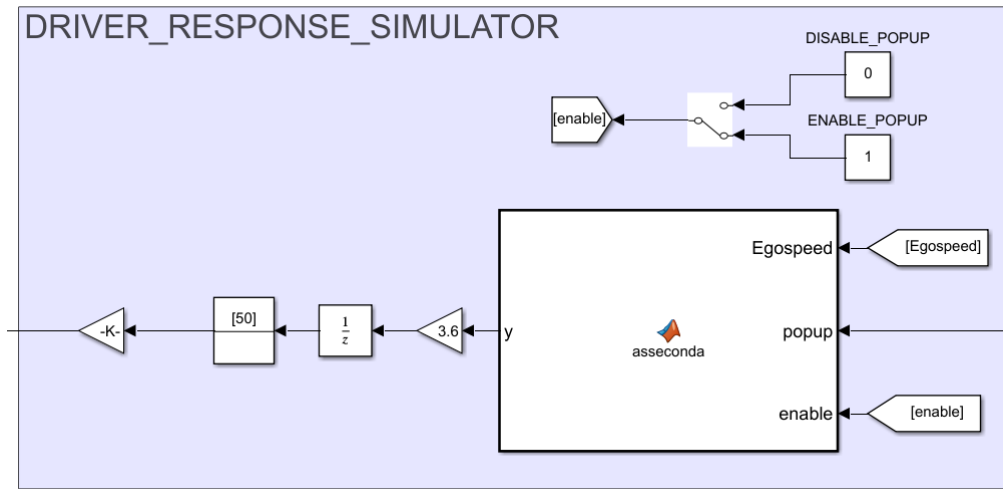 DRIVER_RESPONSE_SIMULATOR
DISABLE_POPUP
0
[enable]
ENABLE_POPUP
1
Egospeed
[Egospeed]
-K-
[50]
1
z
3.6
y
asseconda
popup
enable
[enable]